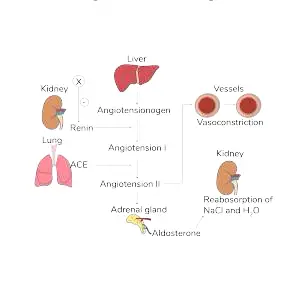 Liver
Kidney
X
-
Vessels
Angiotensionogen
Renin
Vasoconstriction
Lung
Angiotension I
Kidney
ACE
Angiotension II
Reabosorption of
NaCl and H₂O
Adrenal gland
Aldosterone